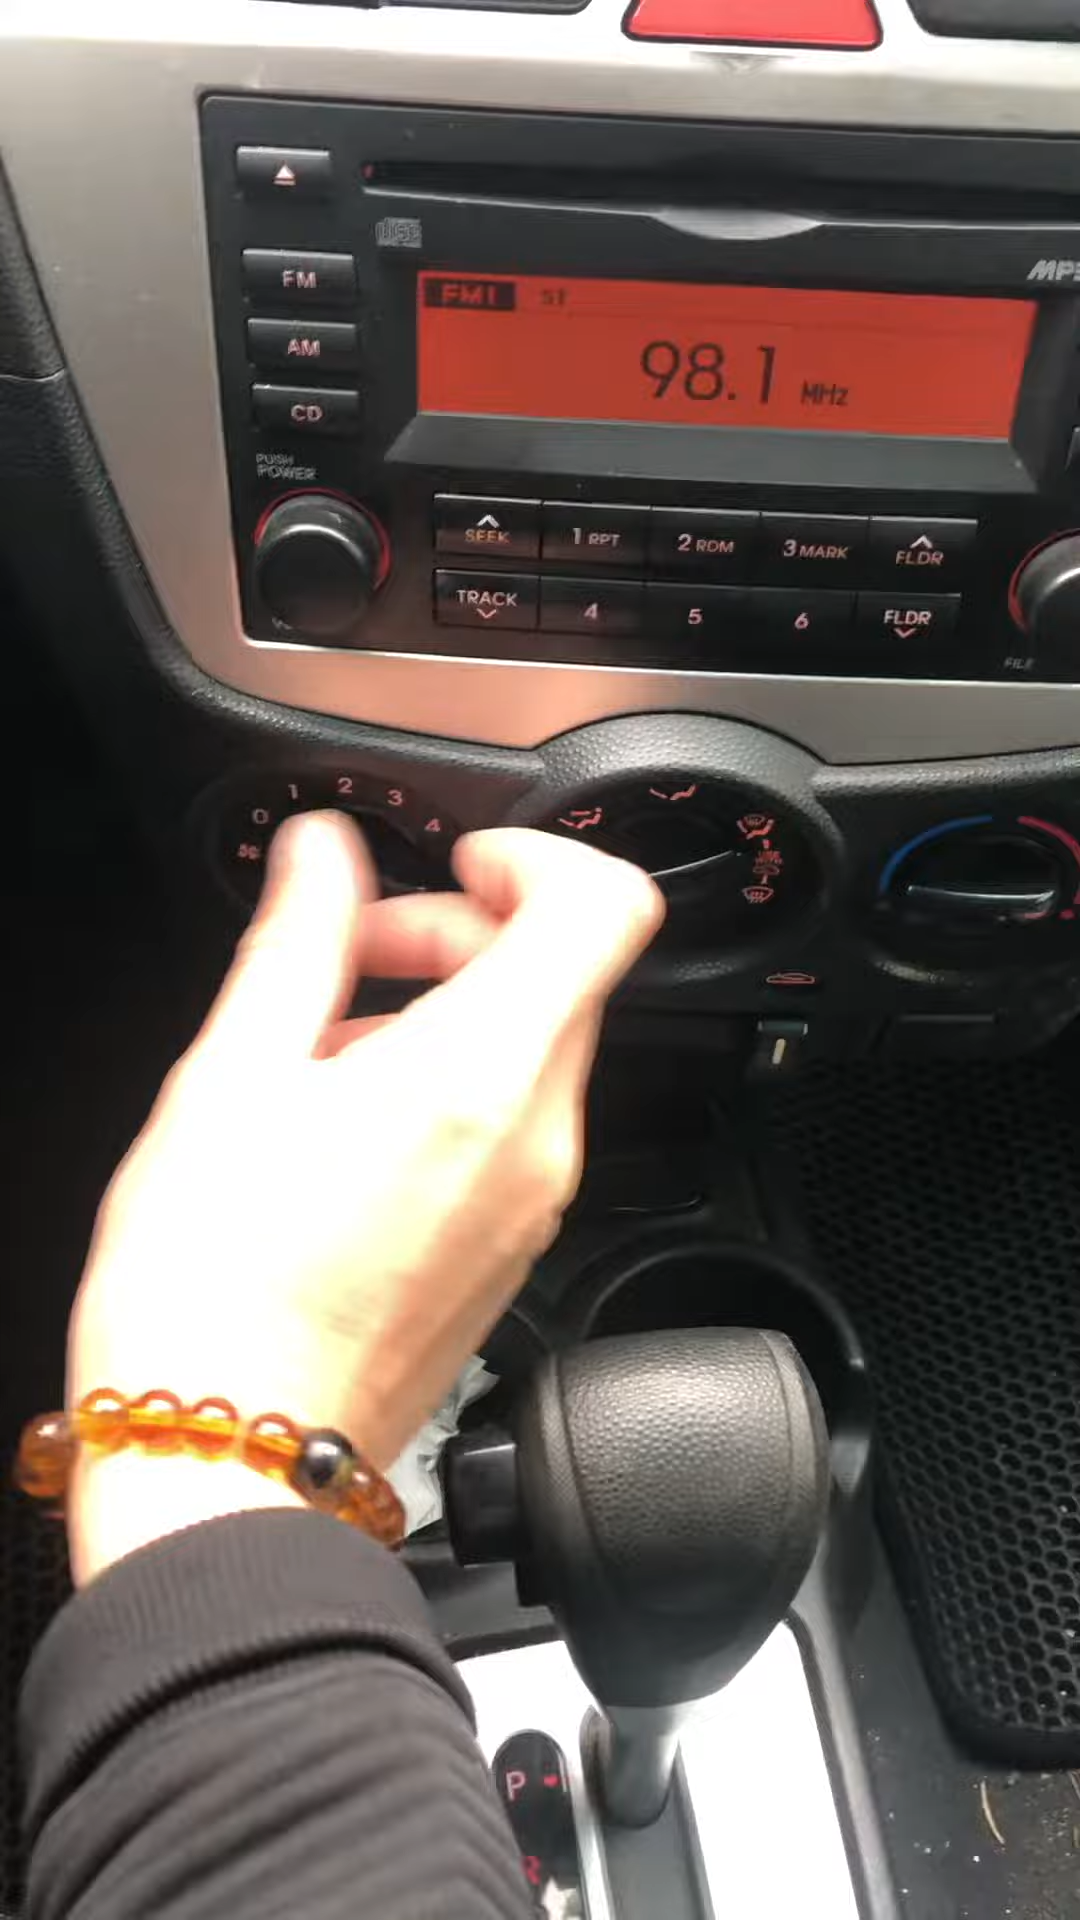 FM
AM
CD
PUSH
POWER
FM1 ST
98.1 MHz
SEEK
1 RPT
2 RDM
3 MARK
FLDR
TRACK
4
5
6
FLDR
FILE
0 1 2 3 4
P
R